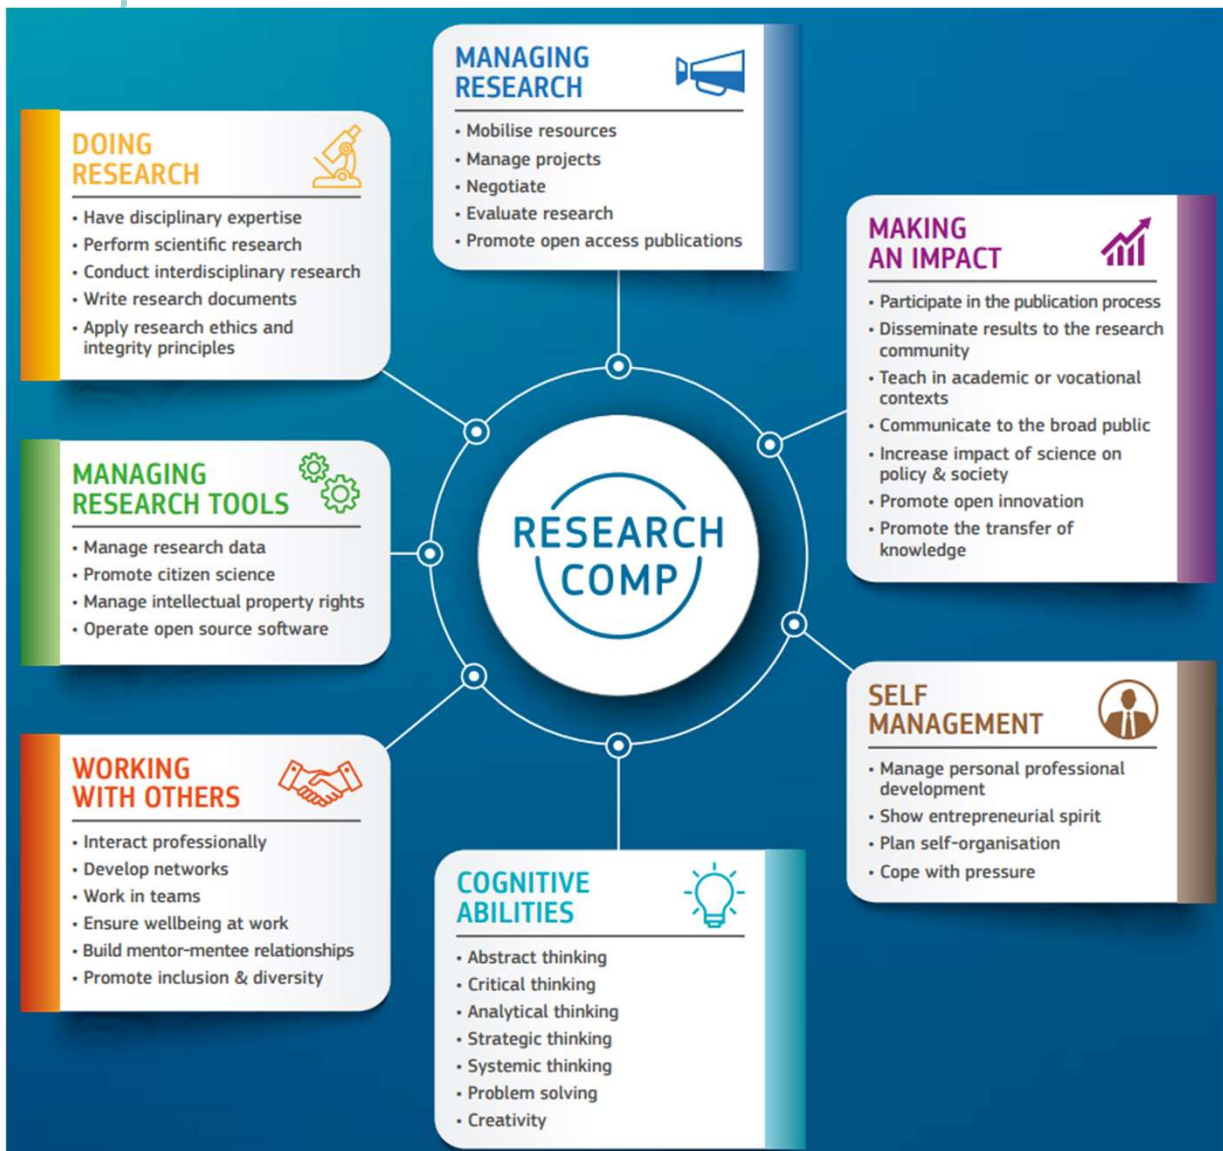 MANAGING
RESEARCH
• Mobilise resources
• Manage projects
• Negotiate
• Evaluate research
• Promote open access publications
DOING
RESEARCH
• Have disciplinary expertise
• Perform scientific research
• Conduct interdisciplinary research
• Write research documents
• Apply research ethics and
integrity principles
MAKING
AN IMPACT
• Participate in the publication process
• Disseminate results to the research
community
• Teach in academic or vocational
contexts
• Communicate to the broad public
• Increase impact of science on
policy & society
• Promote open innovation
• Promote the transfer of
knowledge
MANAGING
RESEARCH TOOLS
• Manage research data
• Promote citizen science
• Manage intellectual property rights
• Operate open source software
RESEARCH
COMP
SELF
MANAGEMENT
• Manage personal professional
development
• Show entrepreneurial spirit
• Plan self-organisation
• Cope with pressure
WORKING
WITH OTHERS
• Interact professionally
• Develop networks
• Work in teams
• Ensure wellbeing at work
• Build mentor-mentee relationships
• Promote inclusion & diversity
COGNITIVE
ABILITIES
• Abstract thinking
• Critical thinking
• Analytical thinking
• Strategic thinking
• Systemic thinking
• Problem solving
• Creativity